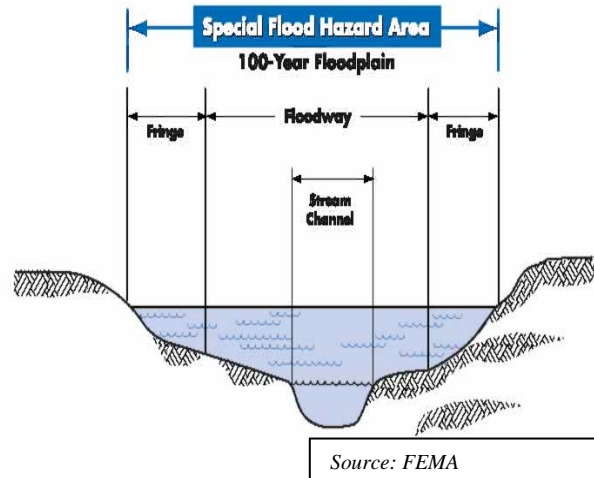 Special Flood Hazard Area
100-Year Floodplain
Fringe
Floodway
Fringe
Stream
Channel
Source: FEMA